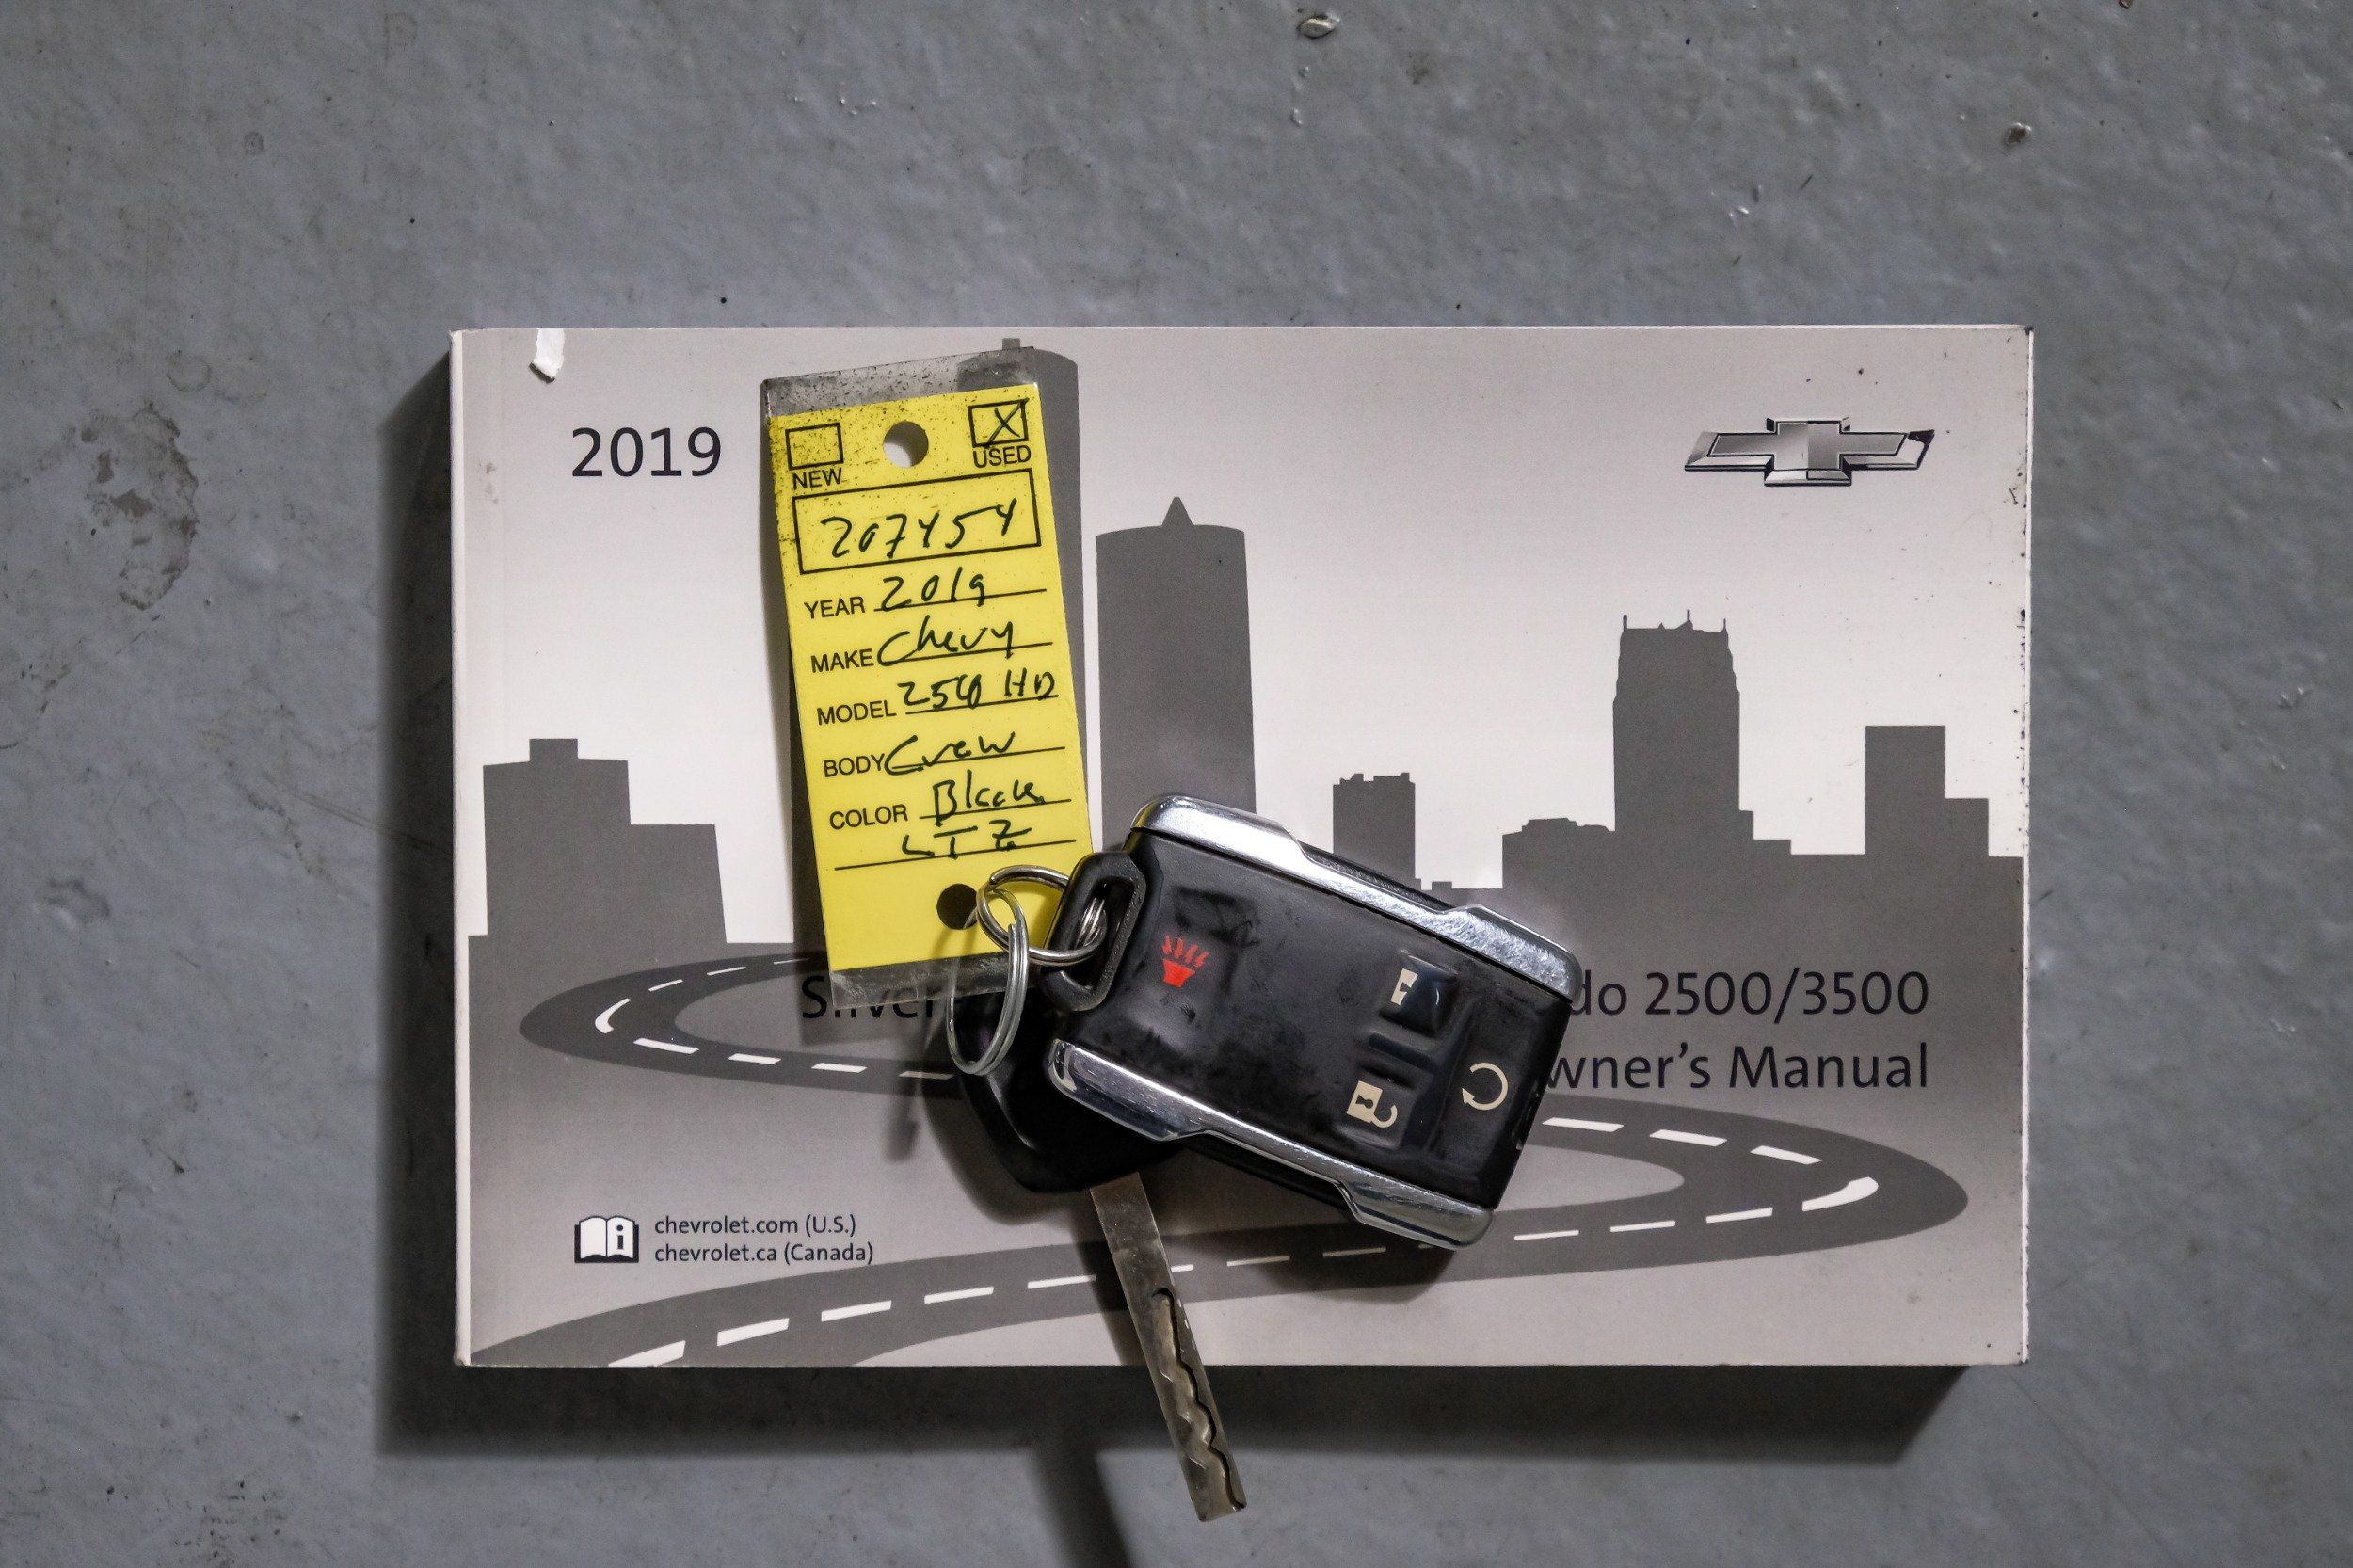 2019
NEW
USED
207454
YEAR 2019
MAKE Chevy
MODEL 2500 HD
BODY Crew
COLOR Black
LTZ
do 2500/3500
wner's Manual
chevrolet.com (U.S.)
chevrolet.ca (Canada)